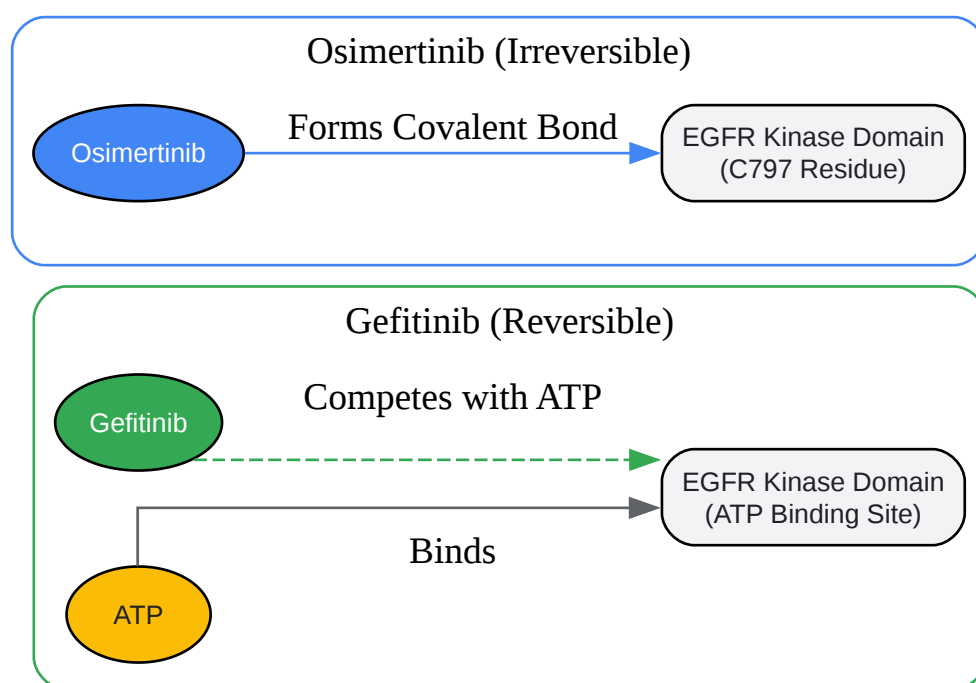 Osimertinib (Irreversible)
Forms Covalent Bond
Osimertinib
EGFR Kinase Domain
(C797 Residue)
Gefitinib (Reversible)
Competes with ATP
Gefitinib
EGFR Kinase Domain
(ATP Binding Site)
Binds
ATP